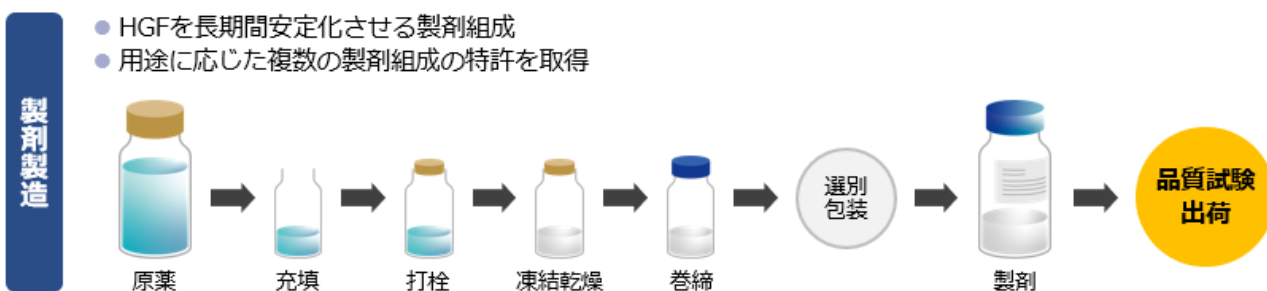 製剤製造
HGFを長期間安定化させる製剤組成
用途に応じた複数の製剤組成の特許を取得
原薬
充填
打栓
凍結乾燥
巻締
選別
包装
製剤
品質試験
出荷